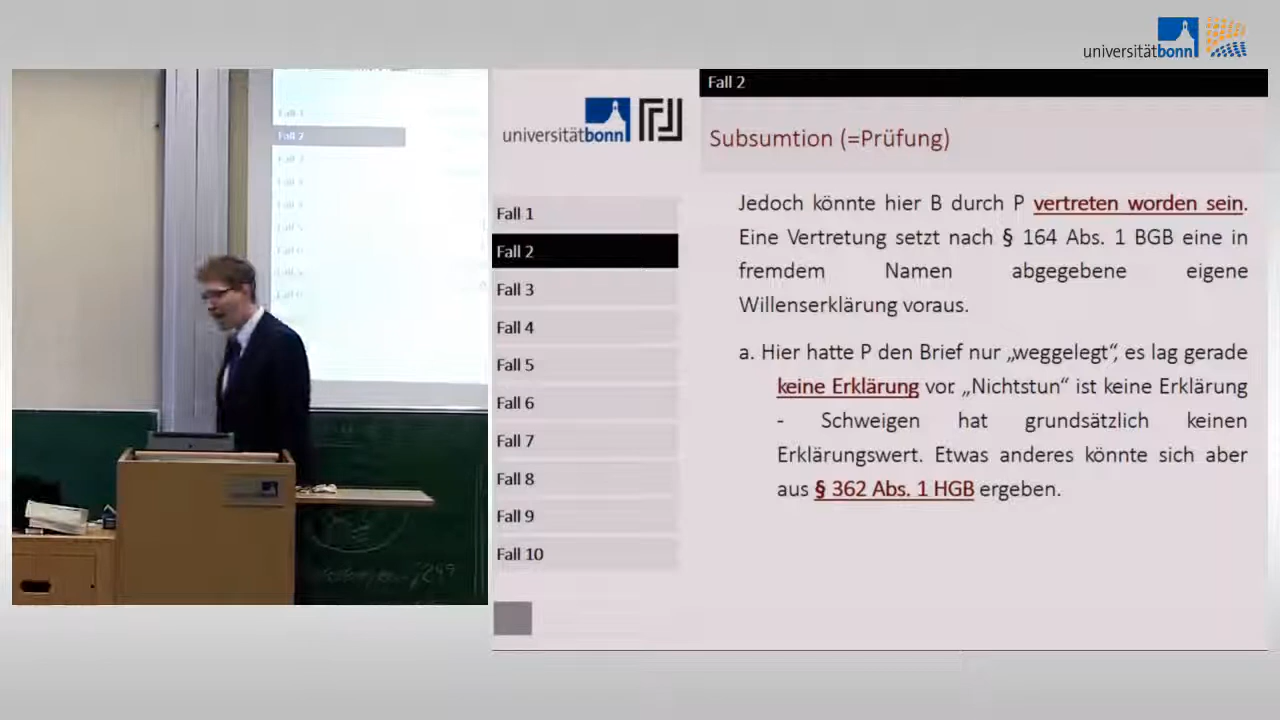 universitätbonn
Fall 2
universitätbonn
Subsumtion (=Prüfung)
Fall 1
Fall 2
Fall 3
Fall 4
Fall 5
Fall 6
Fall 7
Fall 8
Fall 9
Fall 10
Jedoch könnte hier B durch P vertreten worden sein.
Eine Vertretung setzt nach § 164 Abs. 1 BGB eine in
fremdem Namen abgegebene eigene
Willenserklärung voraus.
a. Hier hatte P den Brief nur „weggelegt“, es lag gerade
keine Erklärung vor. „Nichtstun“ ist keine Erklärung
- Schweigen hat grundsätzlich keinen
Erklärungswert. Etwas anderes könnte sich aber
aus § 362 Abs. 1 HGB ergeben.
Fall 1
Fall 2